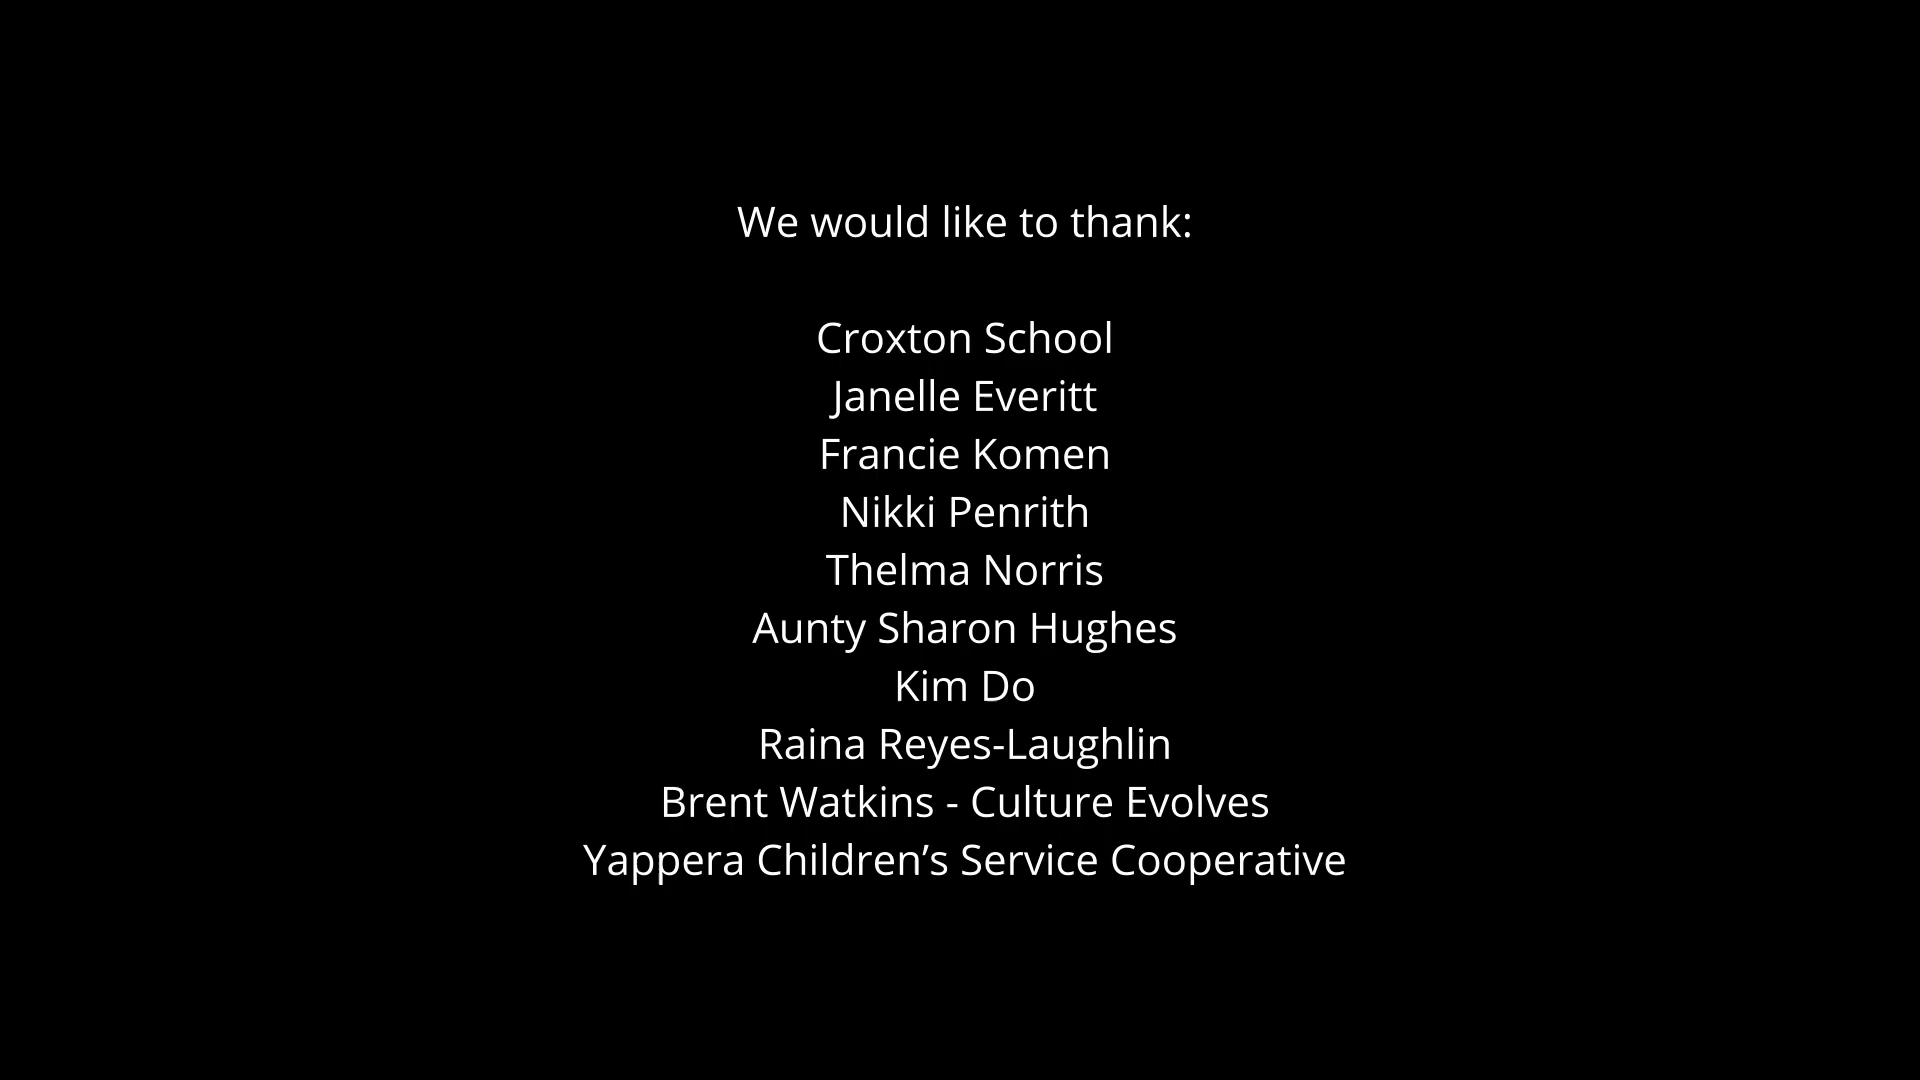 We would like to thank:
Croxton School
Janelle Everitt
Francie Komen
Nikki Penrith
Thelma Norris
Aunty Sharon Hughes
Kim Do
Raina Reyes-Laughlin
Brent Watkins - Culture Evolves
Yappera Children’s Service Cooperative